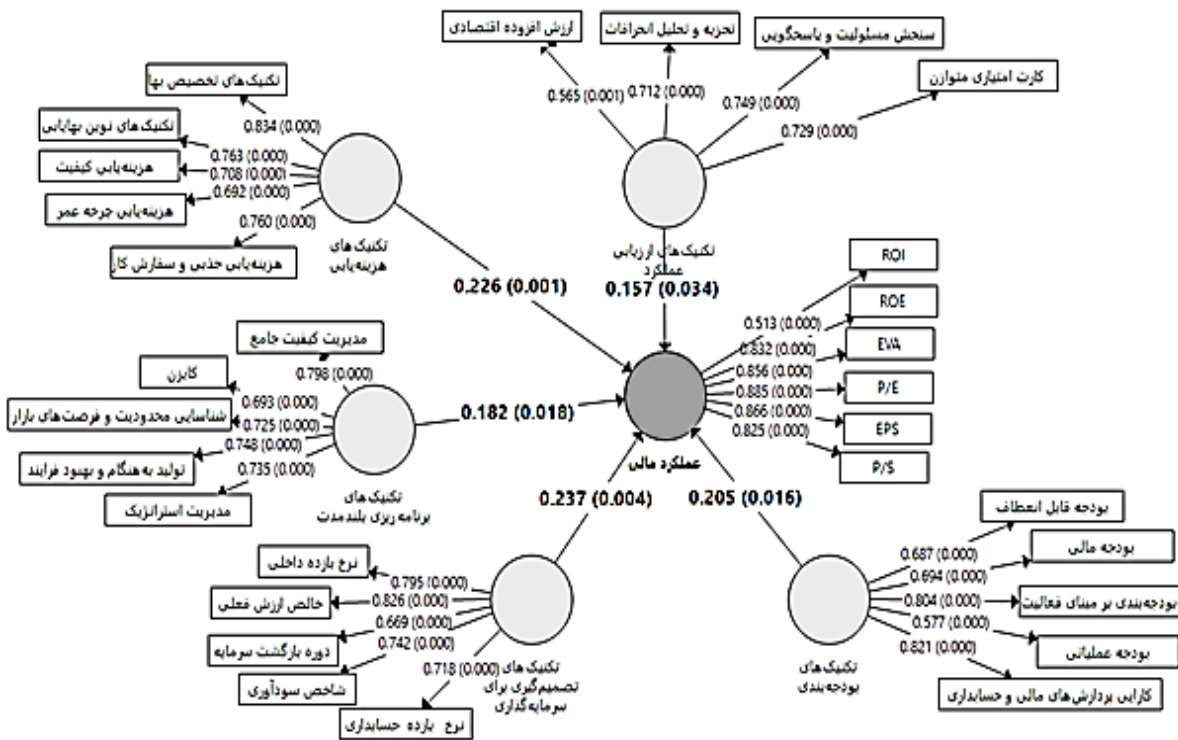 ارزش افزوده اقتصادی
تجزیه و تحلیل انحرافات
سنجش مسئولیت و پاسخگویی
کارت امتیازی متوازن
0.565 (0.001)
0.712 (0.000)
0.749 (0.000)
0.729 (0.000)
تکنیک‌های ارزیابی
عملکرد
0.157 (0.034)
تکنیک‌های تخصیص بها
تکنیک‌های نوین بهایابی
هزینه‌یابی کیفیت
هزینه‌یابی چرخه عمر
هزینه‌یابی جذبی و سفارش کار
0.834 (0.000)
0.763 (0.000)
0.708 (0.000)
0.692 (0.000)
0.760 (0.000)
تکنیک‌های
هزینه‌یابی
0.226 (0.001)
ROI
ROE
EVA
P/E
EPS
P/S
0.513 (0.000)
0.832 (0.000)
0.856 (0.000)
0.885 (0.000)
0.866 (0.000)
0.825 (0.000)
عملکرد مالی
مدیریت کیفیت جامع
کایزن
شناسایی محدودیت و فرصت‌های بازار
تولید به‌هنگام و بهبود فرایند
مدیریت استراتژیک
0.798 (0.000)
0.693 (0.000)
0.725 (0.000)
0.748 (0.000)
0.735 (0.000)
تکنیک‌های
برنامه ریزی بلندمدت
0.182 (0.018)
0.237 (0.004)
0.205 (0.016)
نرخ بازده داخلی
خالص ارزش فعلی
دوره بازگشت سرمایه
شاخص سودآوری
نرخ بازده حسابداری
0.795 (0.000)
0.826 (0.000)
0.669 (0.000)
0.742 (0.000)
0.718 (0.000)
تکنیک‌های
تصمیم‌گیری برای
سرمایه‌گذاری
بودجه قابل انعطاف
بودجه مالی
بودجه‌بندی بر مبنای فعالیت
بودجه عملیاتی
کارایی پردازش‌های مالی و حسابداری
0.687 (0.000)
0.694 (0.000)
0.804 (0.000)
0.577 (0.000)
0.821 (0.000)
تکنیک‌های
بودجه‌بندی